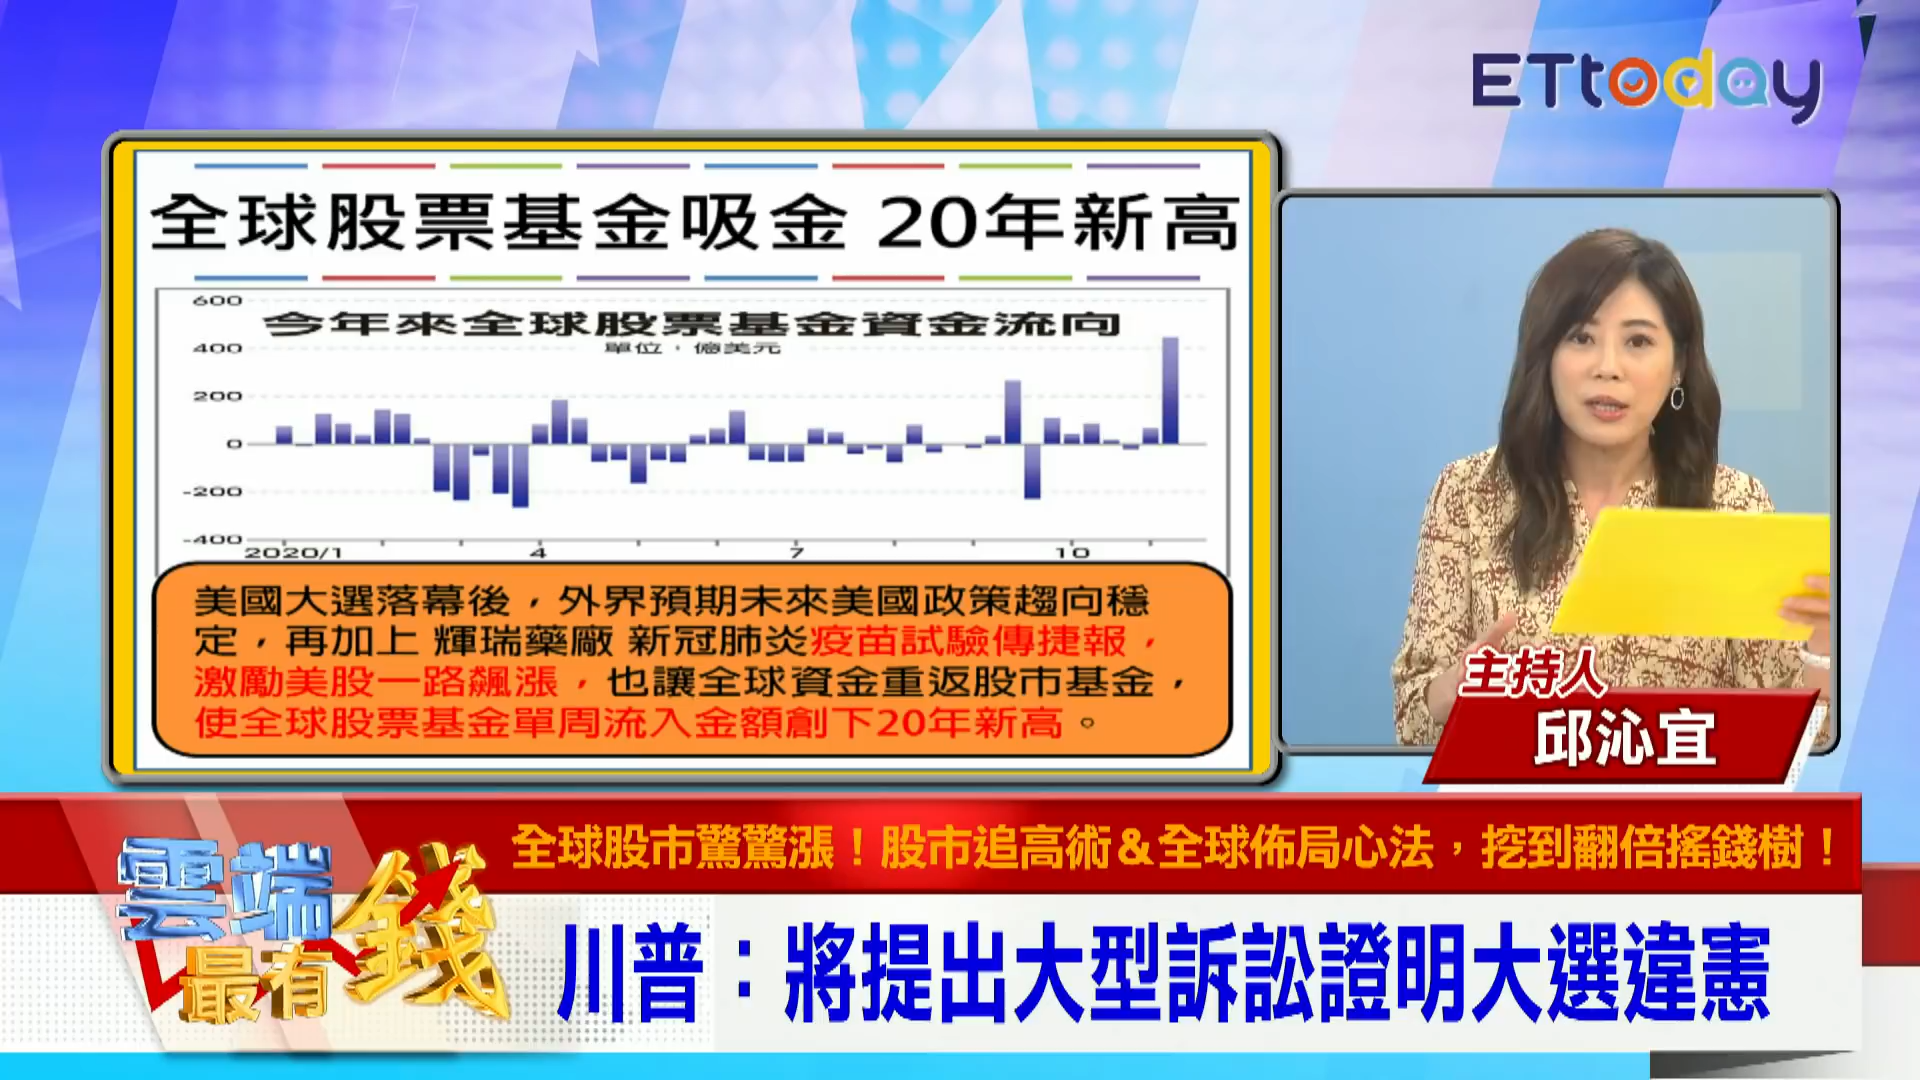 ETtoday
全球股票基金吸金 20年新高
今年來全球股票基金資金流向
單位，億美元
600
400
200
0
-200
-400
2020/1 4 7 10
美國大選落幕後，外界預期未來美國政策趨向穩
定，再加上 輝瑞藥廠 新冠肺炎疫苗試驗傳捷報，
激勵美股一路飆漲，也讓全球資金重返股市基金，
使全球股票基金單周流入金額創下20年新高。
主持人
邱沁宜
雲端
最有錢
全球股市驚驚漲！股市追高術＆全球佈局心法，挖到翻倍搖錢樹！
川普：將提出大型訴訟證明大選違憲